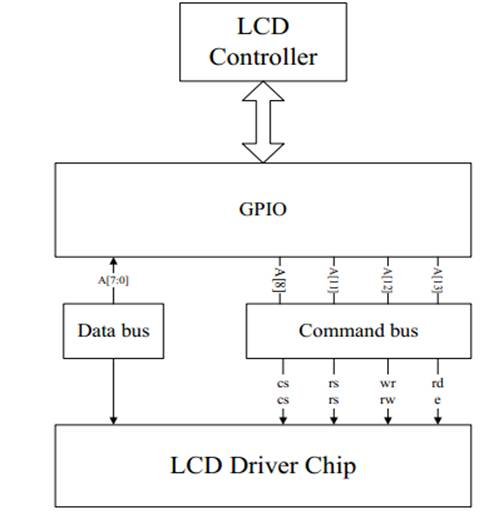 LCD
Controller
GPIO
A[7:0]
A[8]
A[11]
A[12]
A[13]
Data bus
Command bus
cs rs wr rd
cs rs rw e
LCD Driver Chip